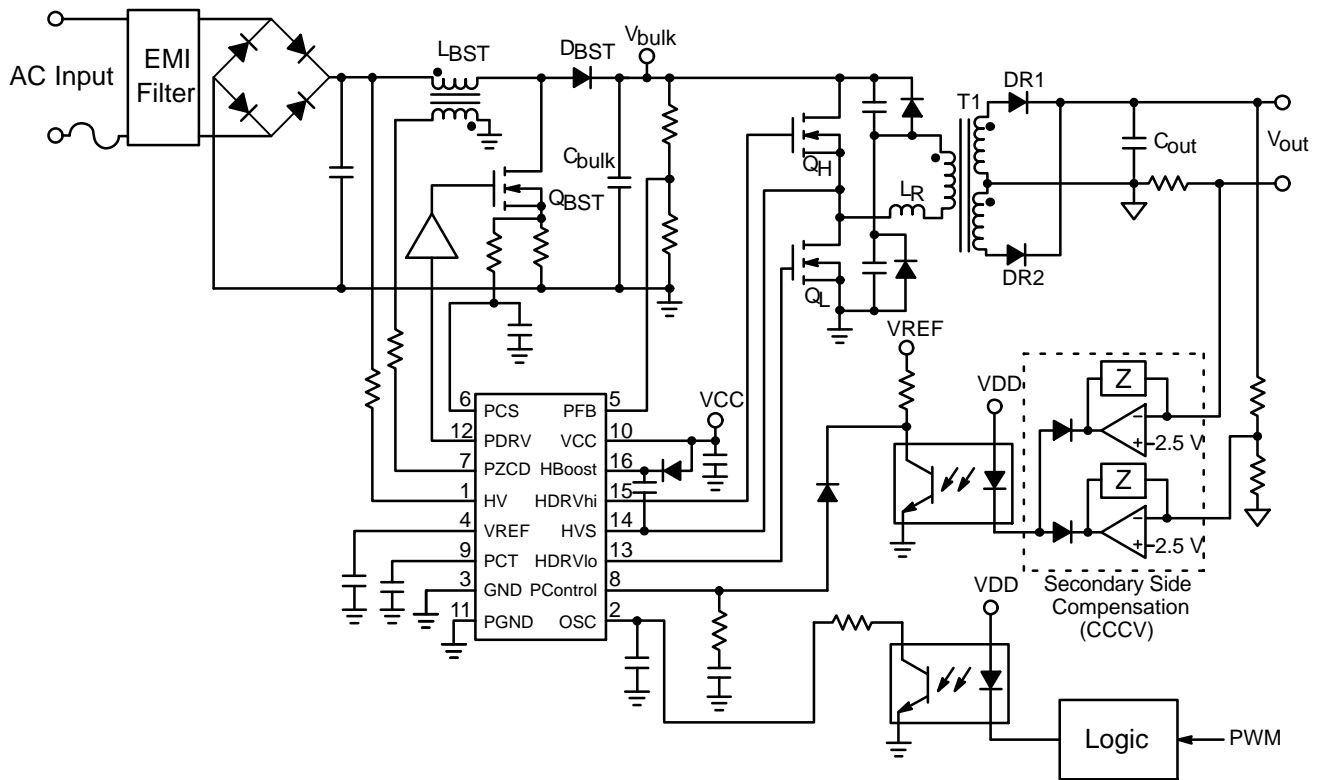 AC Input
EMI
Filter
LBST
DBST
Vbulk
Cbulk
QBST
QH
QL
LR
T1
DR1
DR2
Cout
Vout
VREF
VDD
Z
−
+
2.5 V
Z
−
+
2.5 V
Secondary Side
Compensation
(CCCV)
VCC
6 PCS PFB 5
12 PDRV VCC 10
7 PZCD HBoost 16
1 HV HDRVhi 15
4 VREF HVS 14
9 PCT HDRVlo 13
3 GND PControl 8
11 PGND OSC 2
VDD
Logic
PWM